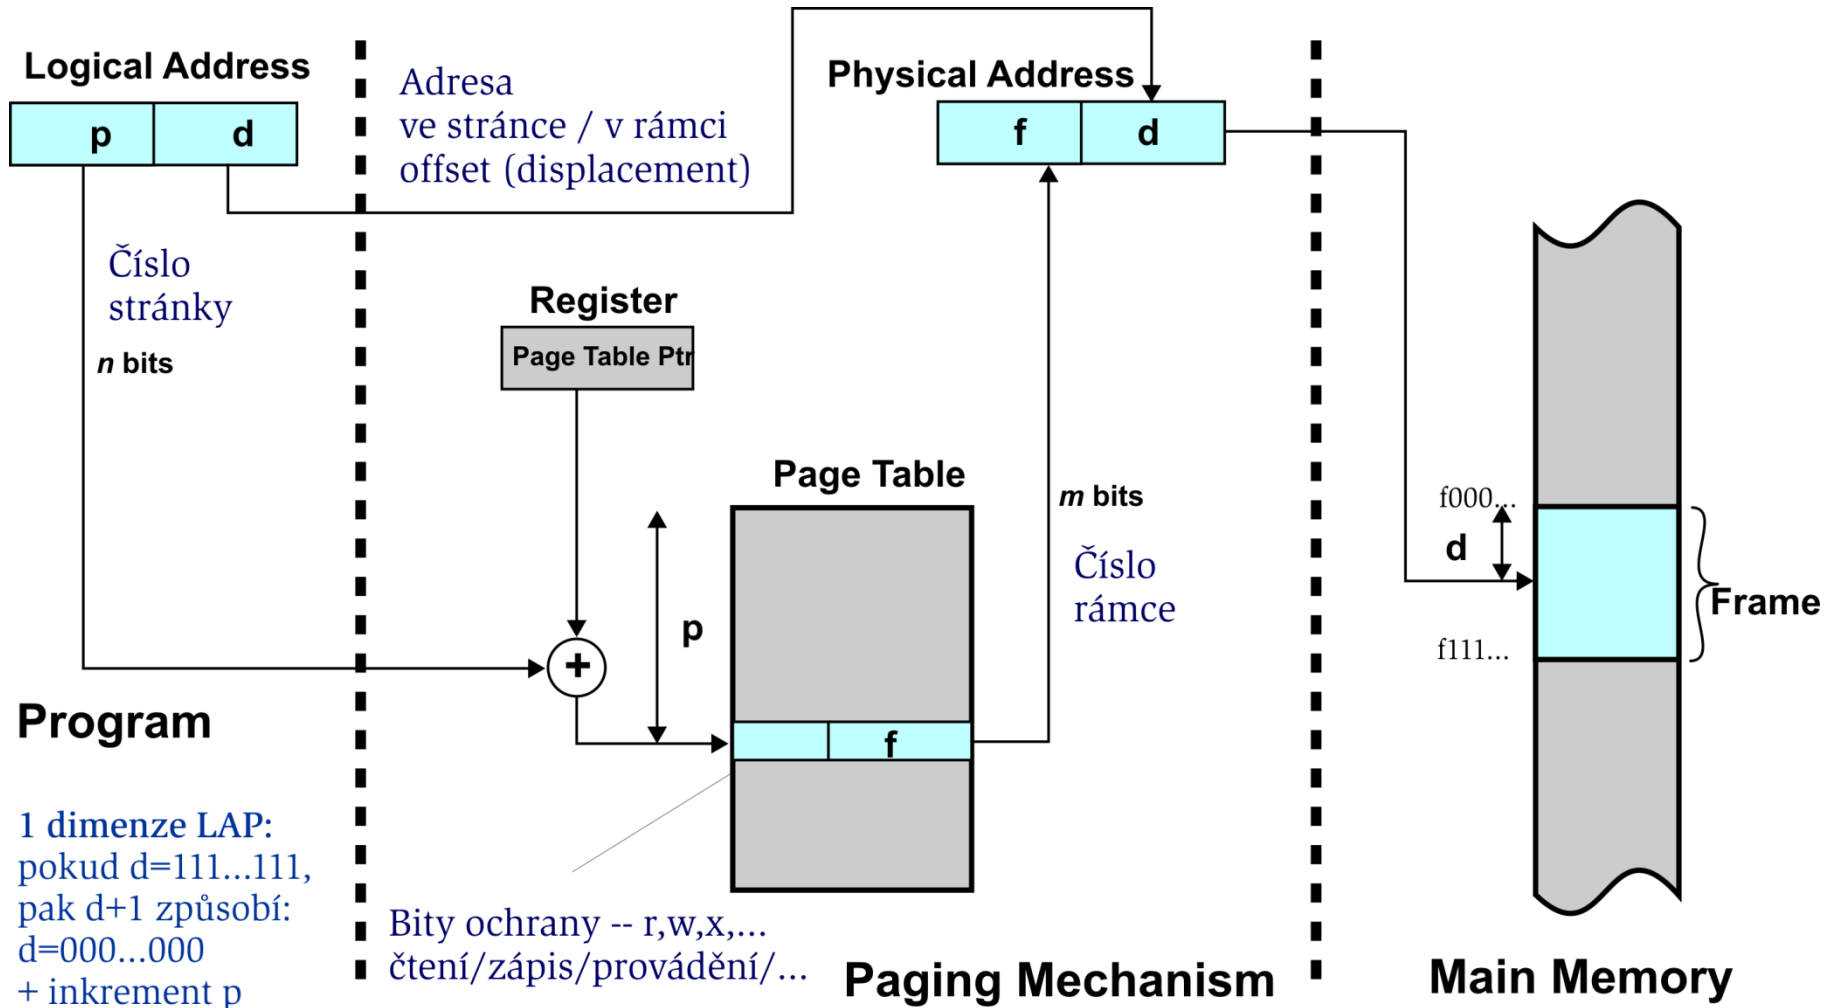 Logical Address
p d
Číslo
stránky
n bits
Program
1 dimenze LAP:
pokud d=111...111,
pak d+1 způsobí:
d=000...000
+ inkrement p
Adresa
ve stránce / v rámci
offset (displacement)
Register
Page Table Ptr
+
p
Page Table
f
Bity ochrany -- r,w,x,...
čtení/zápis/provádění/...
Physical Address
f d
m bits
Číslo
rámce
Paging Mechanism
f000...
d
f111...
Frame
Main Memory